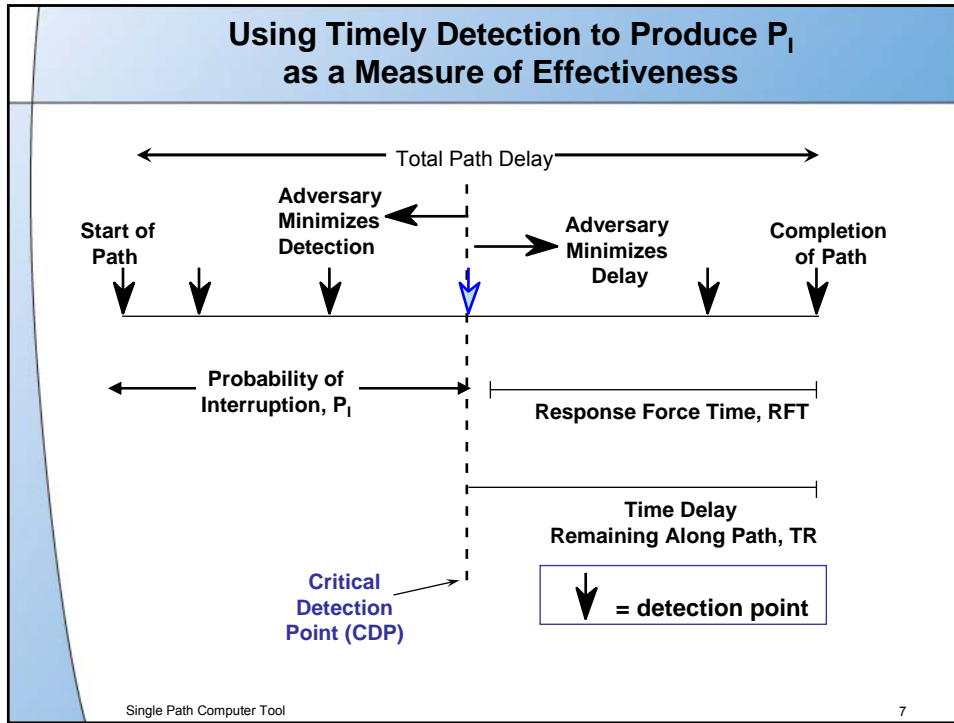 Using Timely Detection to Produce PI
as a Measure of Effectiveness
Total Path Delay
Adversary
Minimizes
Detection
Start of
Path
Adversary
Minimizes
Delay
Completion
of Path
Probability of
Interruption, PI
Response Force Time, RFT
Time Delay
Remaining Along Path, TR
Critical
Detection
Point (CDP)
= detection point
Single Path Computer Tool
7